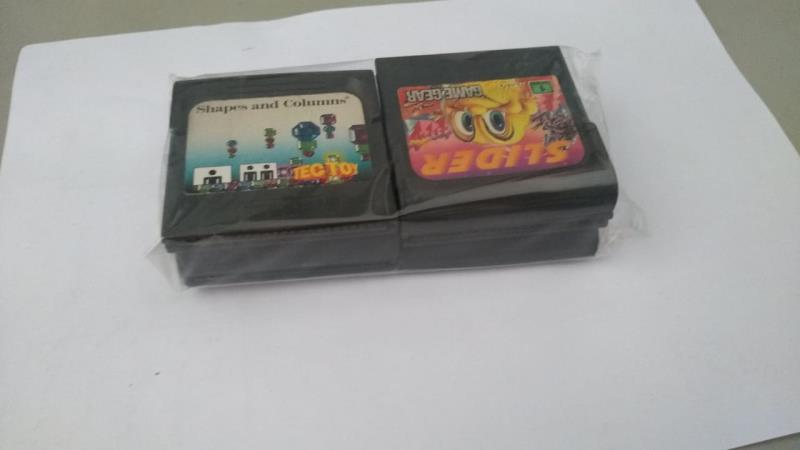 Shapes and Columns®
TEC TOY
GAME GEAR
SLIDER